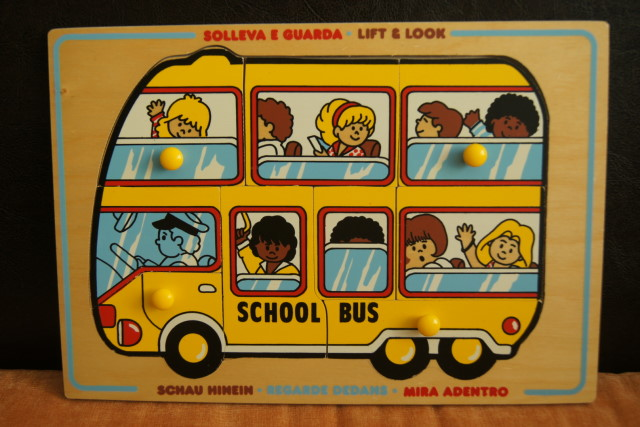 SOLLEVA E GUARDA · LIFT & LOOK
SCHOOL BUS
SCHAU HINEIN · REGARDE DEDANS · MIRA ADENTRO